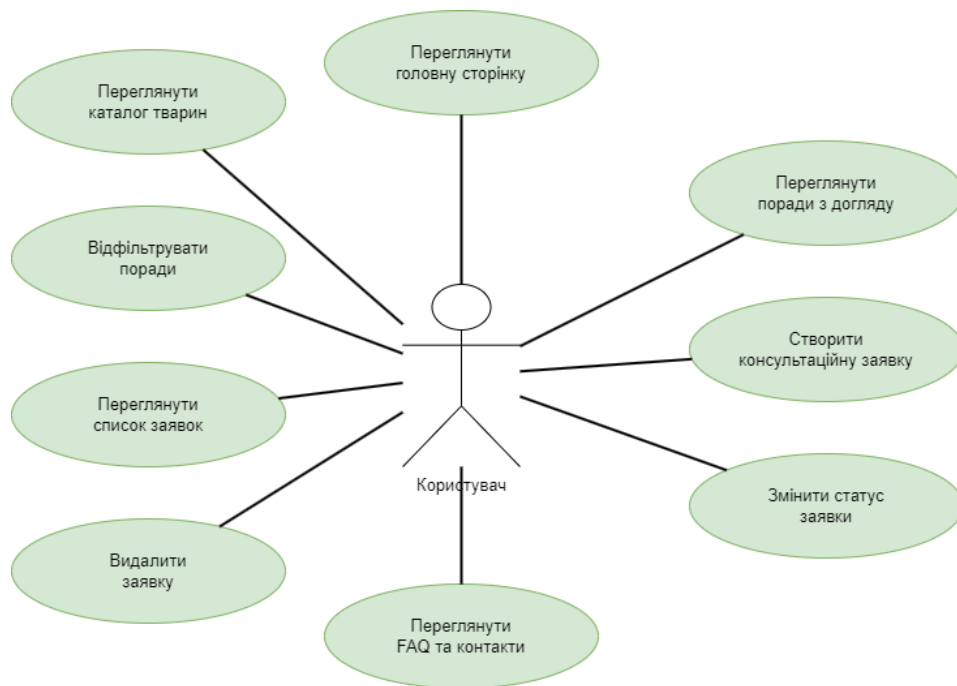 Переглянути
головну сторінку
Переглянути
каталог тварин
Переглянути
поради з догляду
Відфільтрувати
поради
Створити
консультаційну заявку
Переглянути
список заявок
Користувач
Змінити статус
заявки
Видалити
заявку
Переглянути
FAQ та контакти